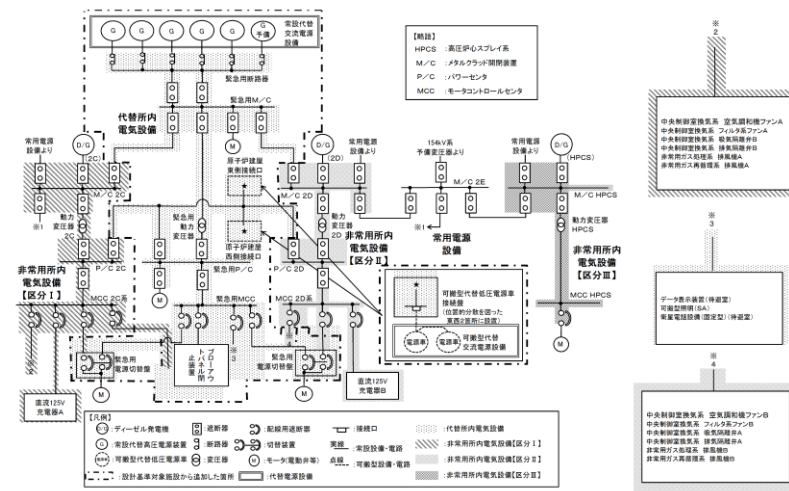 常設代替
交流電源
設備
G
G
G
G
G
G
予備
緊急用断路器
緊急用M/C
代替所内
電気設備
【略語】
HPCS :高圧炉心スプレイ系
M/C :メタルクラッド開閉装置
P/C :パワーセンタ
MCC :モータコントロールセンタ
常用電源
設備より
D/G
(2C)
M/C 2C
※1
動力
変圧器
2C
P/C 2C
非常用所内
電気設備
【区分Ⅰ】
MCC 2C系
M
原子炉建屋
東側接続口
原子炉建屋
西側接続口
緊急用
動力
変圧器
緊急用P/C
M
緊急用MCC
D/G
(2D)
常用電源
設備より
M/C 2D
動力
変圧器
2D
P/C 2D
非常用所内
電気設備
【区分Ⅱ】
MCC 2D系
154kV系
予備変圧器より
M/C 2E
※1
常用電源
設備
常用電源
設備より
D/G
(HPCS)
M/C HPCS
動力変圧器
HPCS
非常用所内
電気設備
【区分Ⅲ】
MCC HPCS
M
可搬型代替低圧電源車
接続盤
(位置的分散を図った
東西2箇所に設置)
電源車
電源車
可搬型代替
交流電源設備
※2
※3
※4
緊急用
電源切替盤
M
ブローアウ
トパネル閉
止装置
緊急用
電源切替盤
M
直流125V
充電器A
直流125V
充電器B
【凡例】
D/G :ディーゼル発電機
G :常設代替高圧電源装置
電源車 :可搬型代替低圧電源車
:遮断器
:断路器
:変圧器
:配線用遮断器
:切替装置
M :モータ(電動弁等)
:接続口
実線 :常設設備・電路
点線 :可搬型設備・電路
:代替所内電気設備
:非常用所内電気設備【区分Ⅰ】
:非常用所内電気設備【区分Ⅱ】
:非常用所内電気設備【区分Ⅲ】
:設計基準対象施設から追加した箇所
:代替電源設備
※
2
中央制御室換気系 空気調和機ファンA
中央制御室換気系 フィルタ系ファンA
中央制御室換気系 吸気隔離弁B
中央制御室換気系 排気隔離弁B
非常用ガス処理系 排風機A
非常用ガス再循環系 排風機A
※
3
データ表示装置(待避室)
可搬型照明(SA)
衛星電話設備(固定型)(待避室)
※
4
中央制御室換気系 空気調和機ファンB
中央制御室換気系 フィルタ系ファンB
中央制御室換気系 吸気隔離弁A
中央制御室換気系 排気隔離弁A
非常用ガス処理系 排風機B
非常用ガス再循環系 排風機B